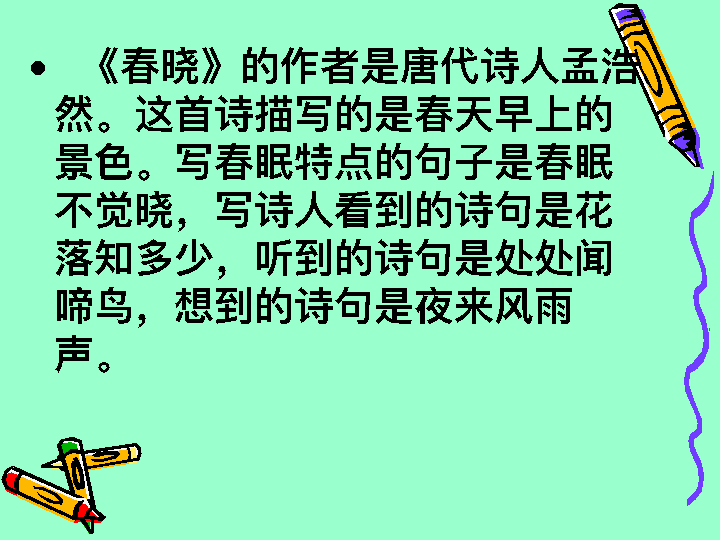 • 《春晓》的作者是唐代诗人孟浩
然。这首诗描写的是春天早上的
景色。写春眠特点的句子是春眠
不觉晓，写诗人看到的诗句是花
落知多少，听到的诗句是处处闻
啼鸟，想到的诗句是夜来风雨
声。